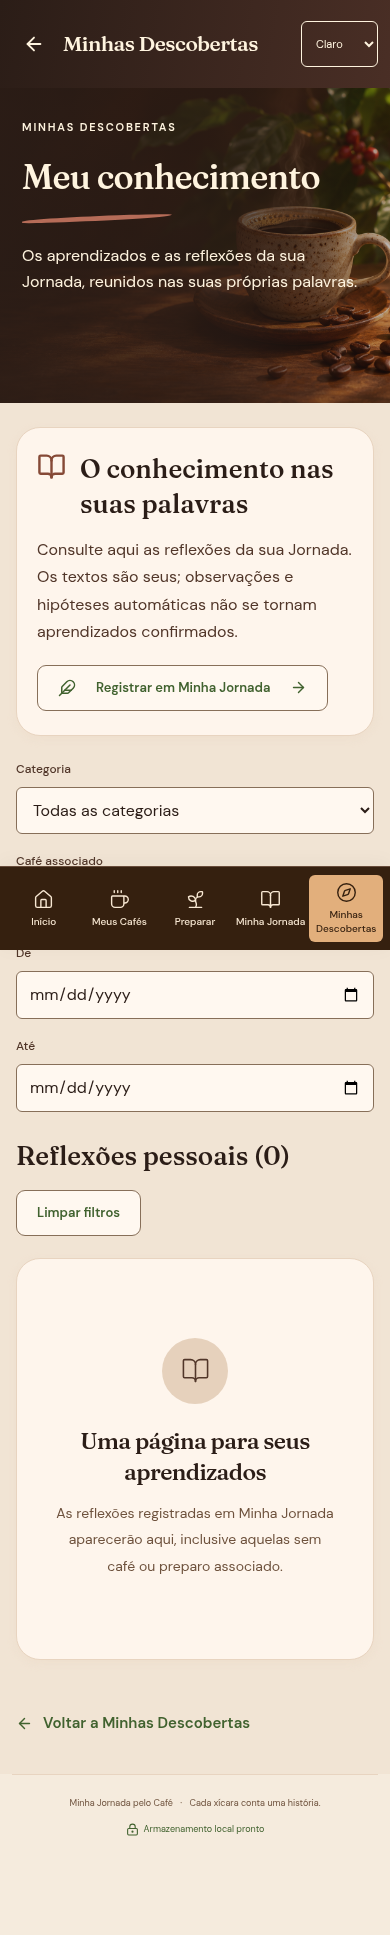 Minhas Descobertas
Claro
MINHAS DESCOBERTAS
Meu conhecimento
Os aprendizados e as reflexões da sua
Jornada, reunidos nas suas próprias palavras.
O conhecimento nas
suas palavras
Consulte aqui as reflexões da sua Jornada.
Os textos são seus; observações e
hipóteses automáticas não se tornam
aprendizados confirmados.
Registrar em Minha Jornada
Categoria
Todas as categorias
Café associado
Início
Meus Cafés
Preparar
Minha Jornada
Minhas
Descobertas
De
mm/dd/yyyy
Até
mm/dd/yyyy
Reflexões pessoais (0)
Limpar filtros
Uma página para seus
aprendizados
As reflexões registradas em Minha Jornada
aparecerão aqui, inclusive aquelas sem
café ou preparo associado.
Voltar a Minhas Descobertas
Minha Jornada pelo Café · Cada xícara conta uma história.
Armazenamento local pronto